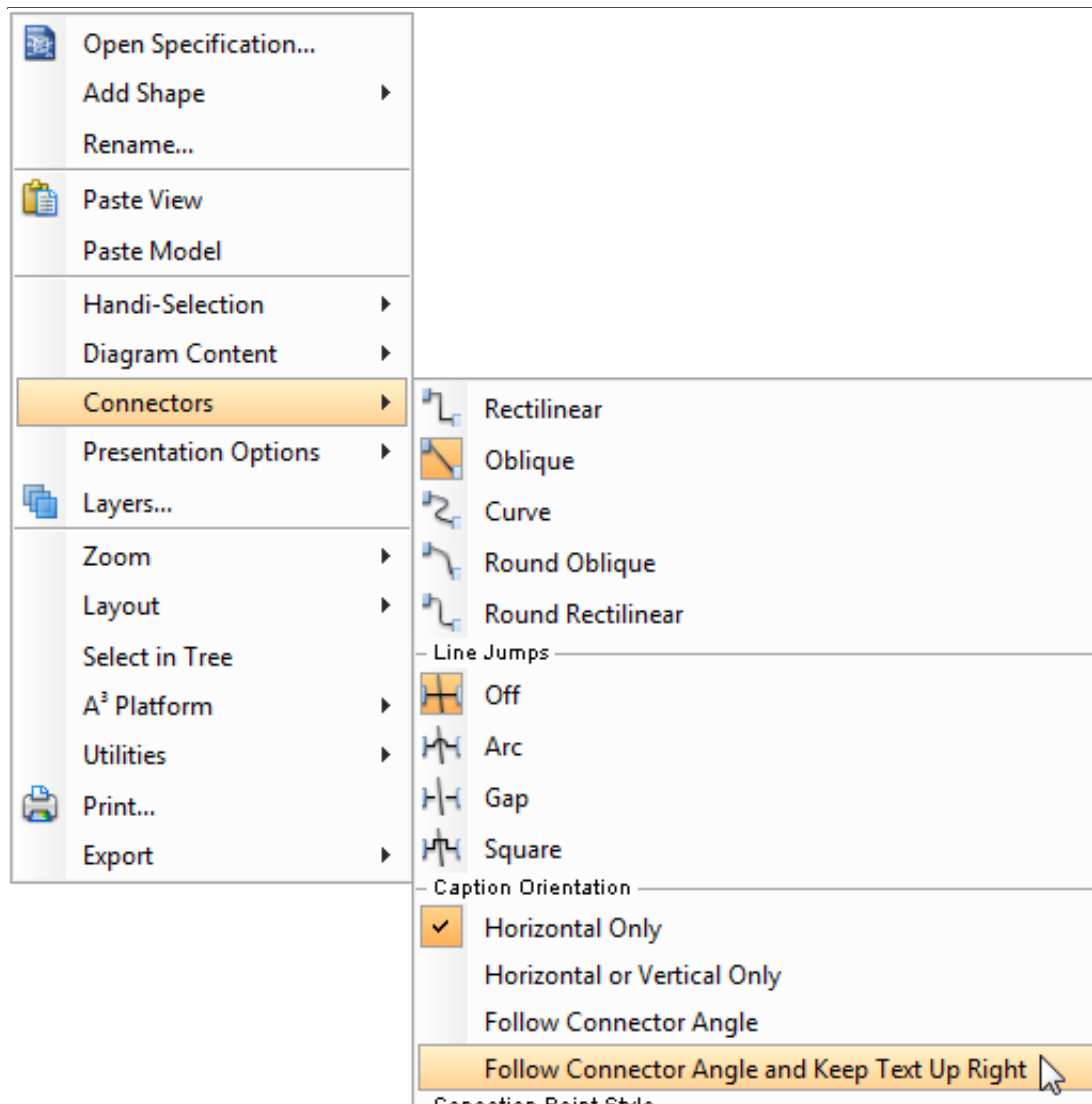 Open Specification...
Add Shape
Rename...
Paste View
Paste Model
Handi-Selection
Diagram Content
Connectors
Presentation Options
Layers...
Zoom
Layout
Select in Tree
A³ Platform
Utilities
Print...
Export
Rectilinear
Oblique
Curve
Round Oblique
Round Rectilinear
Line Jumps
Off
Arc
Gap
Square
Caption Orientation
Horizontal Only
Horizontal or Vertical Only
Follow Connector Angle
Follow Connector Angle and Keep Text Up Right
Point Style